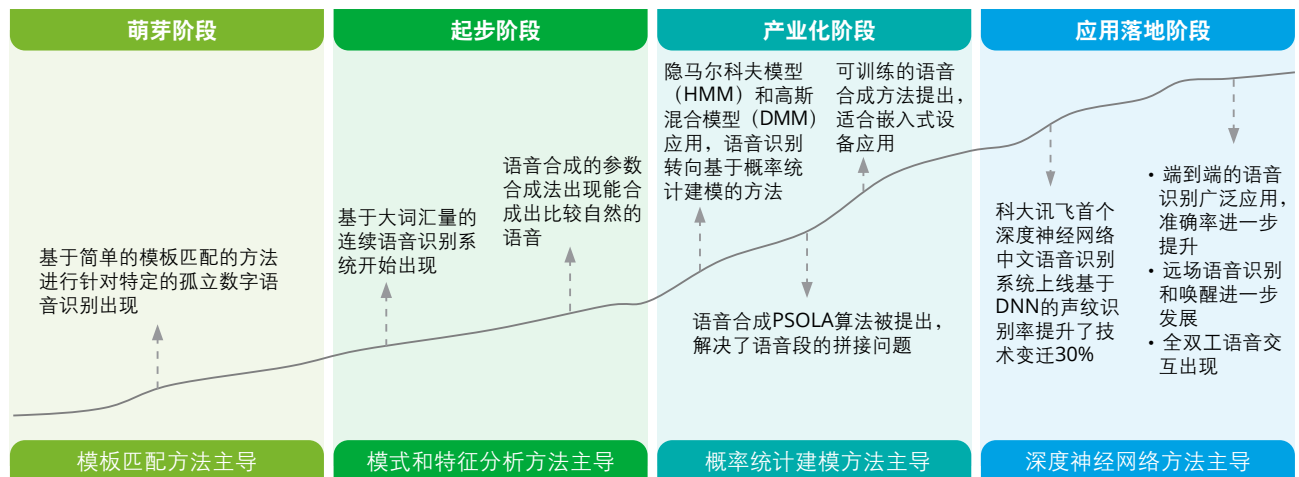 萌芽阶段
基于简单的模板匹配的方法
进行针对特定的孤立数字语
音识别出现
模板匹配方法主导
起步阶段
基于大词汇量的
连续语音识别系
统开始出现
语音合成的参数
合成法出现能合
成出比较自然的
语音
模式和特征分析方法主导
产业化阶段
隐马尔科夫模型
（HMM）和高斯
混合模型（DMM）
应用，语音识别
转向基于概率统
计建模的方法
可训练的语音
合成方法提出，
适合嵌入式设
备应用
语音合成PSOLA算法被提出，
解决了语音段的拼接问题
概率统计建模方法主导
应用落地阶段
科大讯飞首个
深度神经网络
中文语音识别
系统上线基于
DNN的声纹识
别率提升了技
术变迁30%
• 端到端的语音
识别广泛应用，
准确率进一步
提升
• 远场语音识别
和唤醒进一步
发展
• 全双工语音交
互出现
深度神经网络方法主导